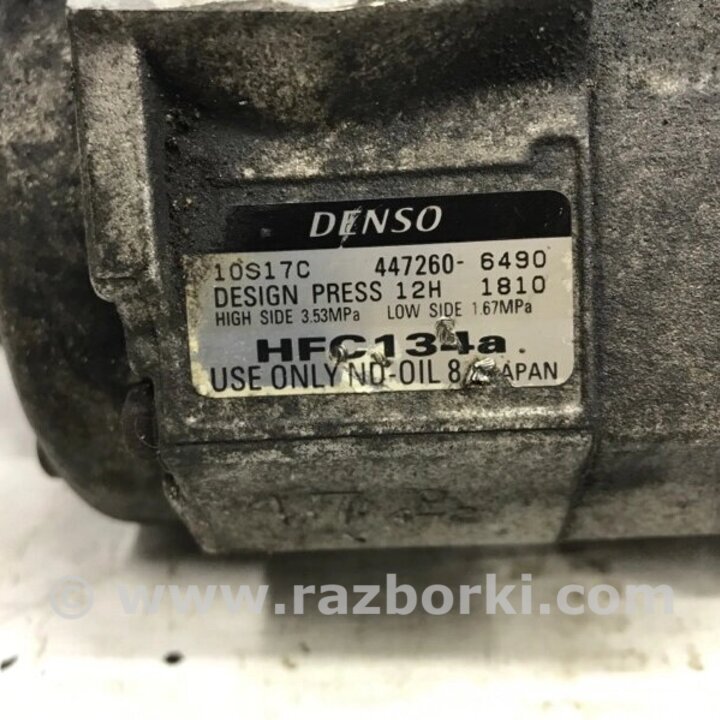 DENSO
10S17C 447260-6490
DESIGN PRESS 12H 1810
HIGH SIDE 3.53MPa LOW SIDE 1.67MPa
HFC134a
USE ONLY ND-OIL 8 JAPAN
© www.razborki.com